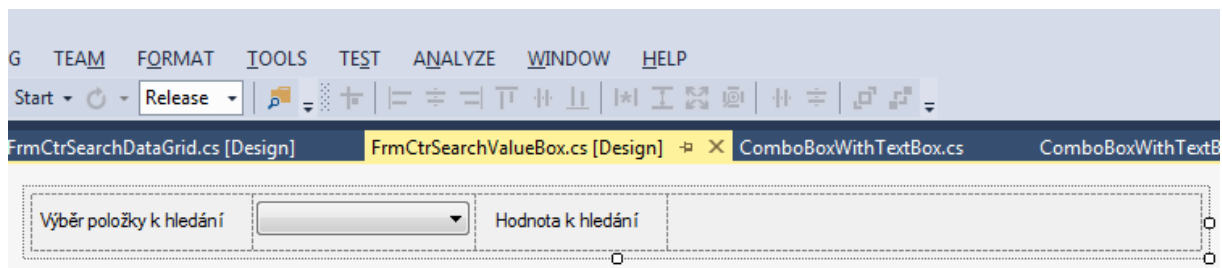 G TEAM FORMAT TOOLS TEST ANALYZE WINDOW HELP
Start Release
FrmCtrSearchDataGrid.cs [Design] FrmCtrSearchValueBox.cs [Design] ComboBoxWithTextBox.cs ComboBoxWithTextB
Výběr položky k hledání Hodnota k hledání